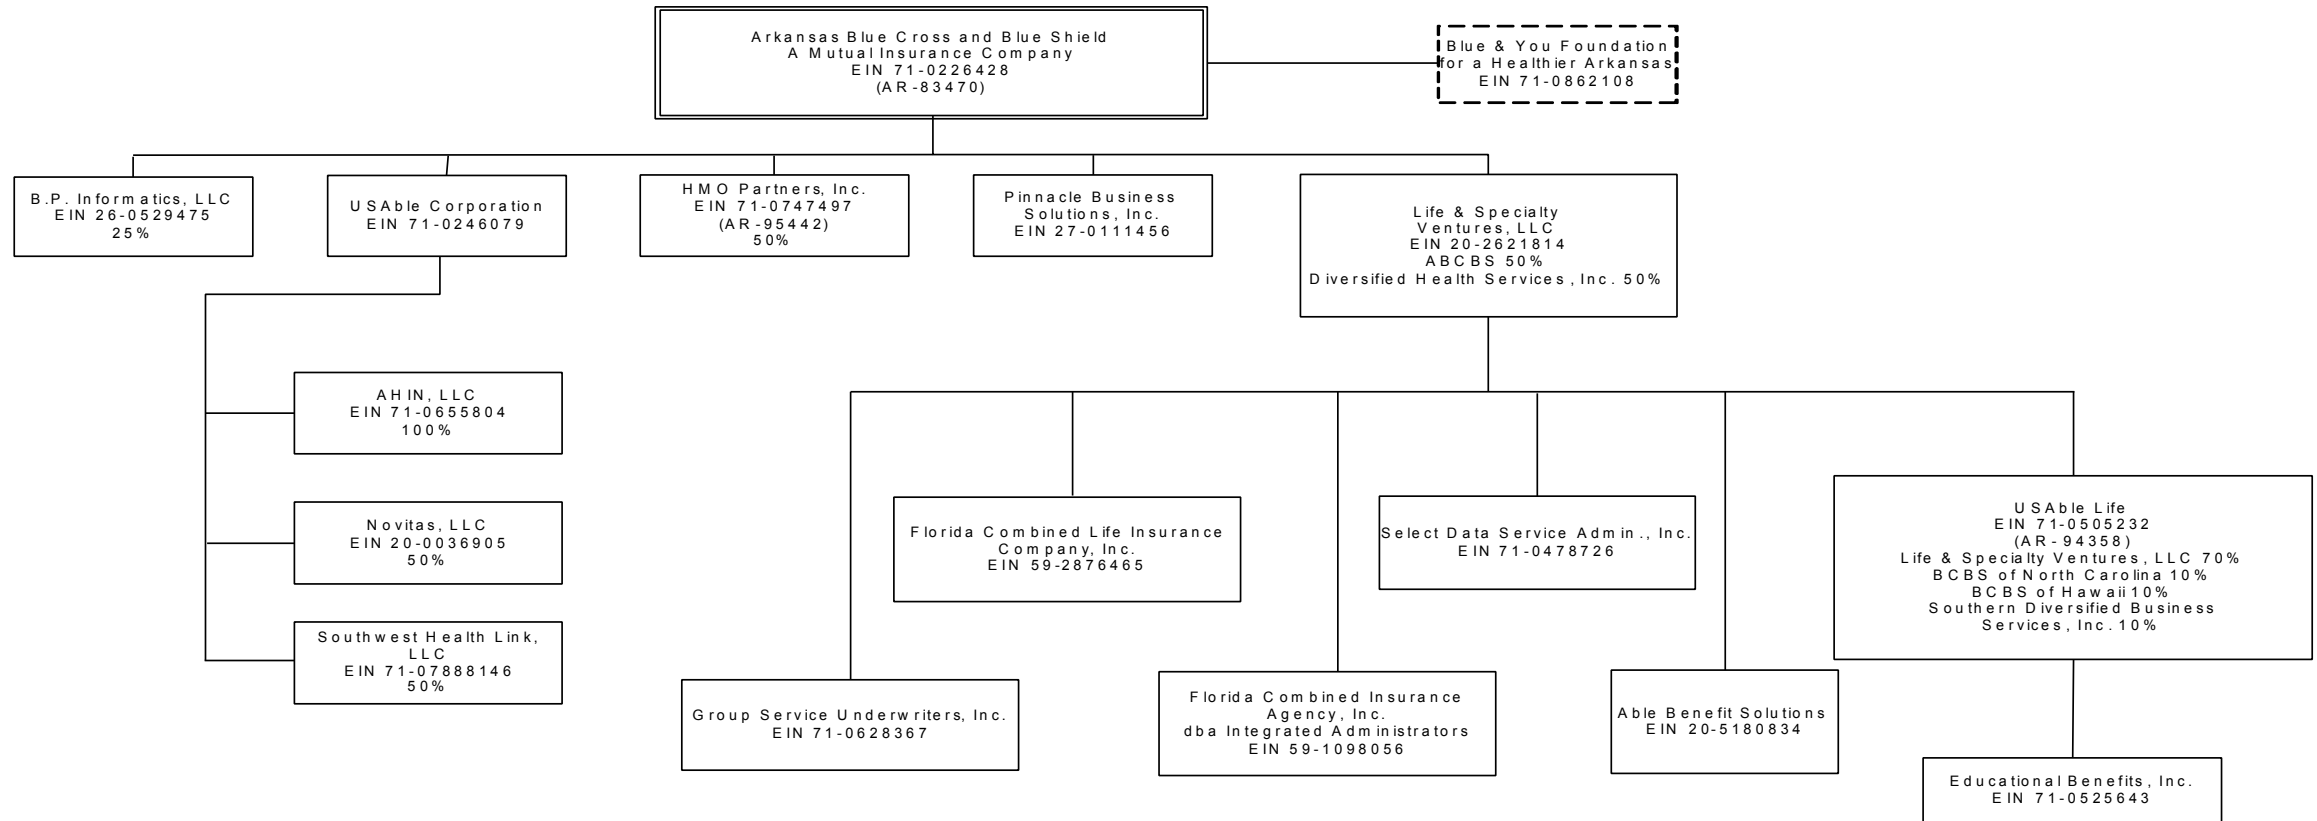 Arkansas Blue Cross and Blue Shield
A Mutual Insurance Company
EIN 71-0226428
(AR-83470)
Blue & You Foundation
for a Healthier Arkansas
EIN 71-0862108
B.P. Informatics, LLC
EIN 26-0529475
25%
USAble Corporation
EIN 71-0246079
HMO Partners, Inc.
EIN 71-0747497
(AR-95442)
50%
Pinnacle Business
Solutions, Inc.
EIN 27-0111456
Life & Specialty
Ventures, LLC
EIN 20-2621814
ABCBS 50%
Diversified Health Services, Inc. 50%
AHIN, LLC
EIN 71-0655804
100%
Novitas, LLC
EIN 20-0036905
50%
Southwest Health Link,
LLC
EIN 71-07888146
50%
Florida Combined Life Insurance
Company, Inc.
EIN 59-2876465
Select Data Service Admin., Inc.
EIN 71-0478726
USAble Life
EIN 71-0505232
(AR-94358)
Life & Specialty Ventures, LLC 70%
BCBS of North Carolina 10%
BCBS of Hawaii 10%
Southern Diversified Business
Services, Inc. 10%
Group Service Underwriters, Inc.
EIN 71-0628367
Florida Combined Insurance
Agency, Inc.
dba Integrated Administrators
EIN 59-1098056
Able Benefit Solutions
EIN 20-5180834
Educational Benefits, Inc.
EIN 71-0525643